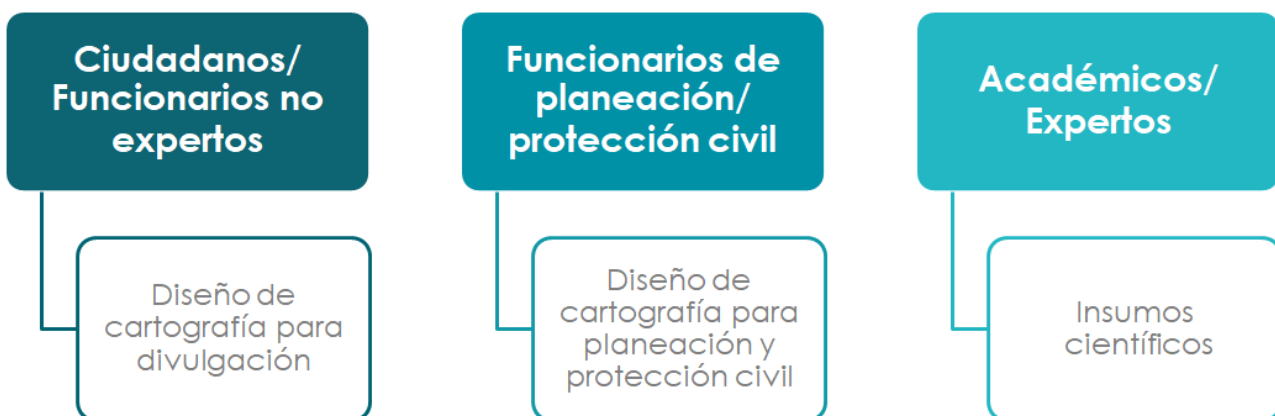 Ciudadanos/
Funcionarios no
expertos
Diseño de
cartografía para
divulgación
Funcionarios de
planeación/
protección civil
Diseño de
cartografía para
planeación y
protección civil
Académicos/
Expertos
Insumos
científicos